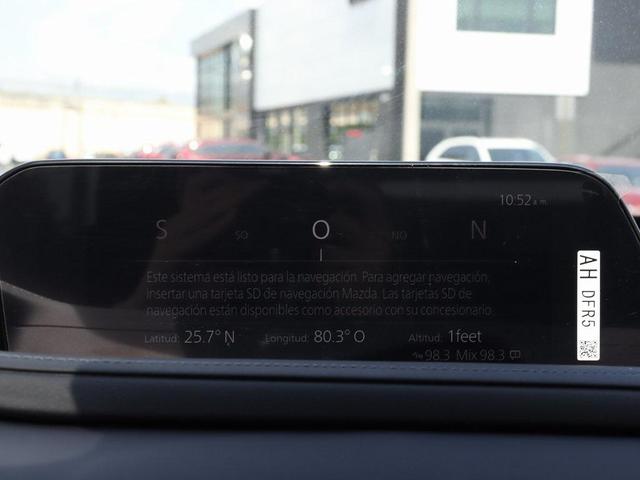 10:52 a.m.
S SO O NO N
Este sistema está listo para la navegación. Para agregar navegación,
insertar una tarjeta SD de navegación Mazda. Las tarjetas SD de
navegación están disponibles como accesorio con su concesionario.
Latitud: 25.7° N Longitud: 80.3° O Altitud: 1feet
98.3 Mix 98.3
AH DFR5